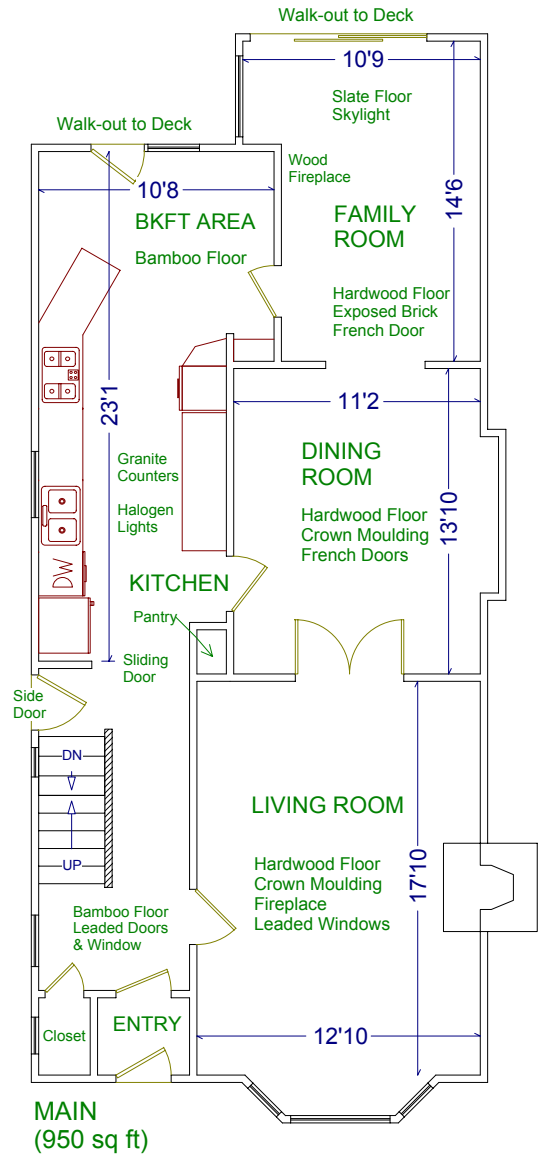 Walk-out to Deck
10'9
Slate Floor
Skylight
Walk-out to Deck
Wood
Fireplace
10'8
14'6
BKFT AREA
FAMILY
ROOM
Bamboo Floor
Hardwood Floor
Exposed Brick
French Door
23'1
11'2
DINING
ROOM
Granite
Counters
Halogen
Lights
Hardwood Floor
Crown Moulding
French Doors
13'10
DW
KITCHEN
Pantry
Sliding
Door
Side
Door
DN
UP
LIVING ROOM
Hardwood Floor
Crown Moulding
Fireplace
Leaded Windows
17'10
Bamboo Floor
Leaded Doors
& Window
Closet
ENTRY
12'10
MAIN
(950 sq ft)